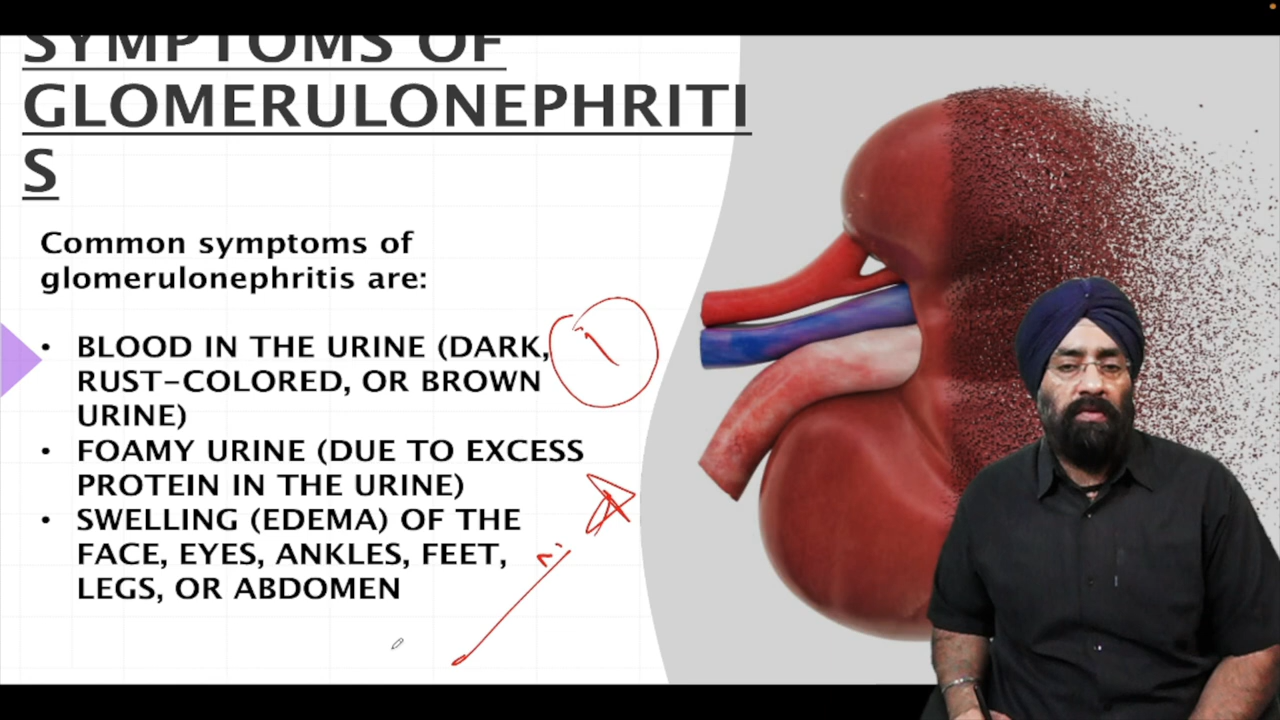 SYMPTOMS OF
GLOMERULONEPHRITI
S
Common symptoms of
glomerulonephritis are:
• BLOOD IN THE URINE (DARK,
RUST-COLORED, OR BROWN
URINE)
• FOAMY URINE (DUE TO EXCESS
PROTEIN IN THE URINE)
• SWELLING (EDEMA) OF THE
FACE, EYES, ANKLES, FEET,
LEGS, OR ABDOMEN